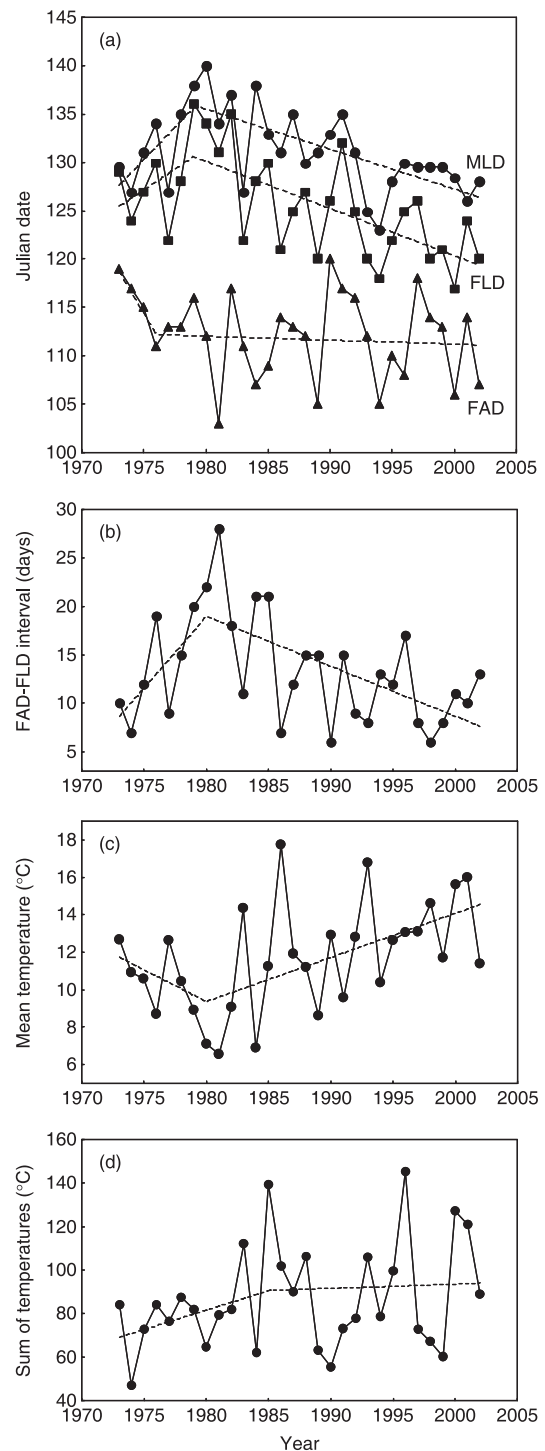 (a)
145
140
135
130
125
120
115
110
105
100
Julian date
MLD
FLD
FAD
1970 1975 1980 1985 1990 1995 2000 2005
(b)
30
25
20
15
10
5
FAD-FLD interval (days)
1970 1975 1980 1985 1990 1995 2000 2005
(c)
18
16
14
12
10
8
6
Mean temperature (°C)
1970 1975 1980 1985 1990 1995 2000 2005
(d)
160
140
120
100
80
60
40
Sum of temperatures (°C)
1970 1975 1980 1985 1990 1995 2000 2005
Year